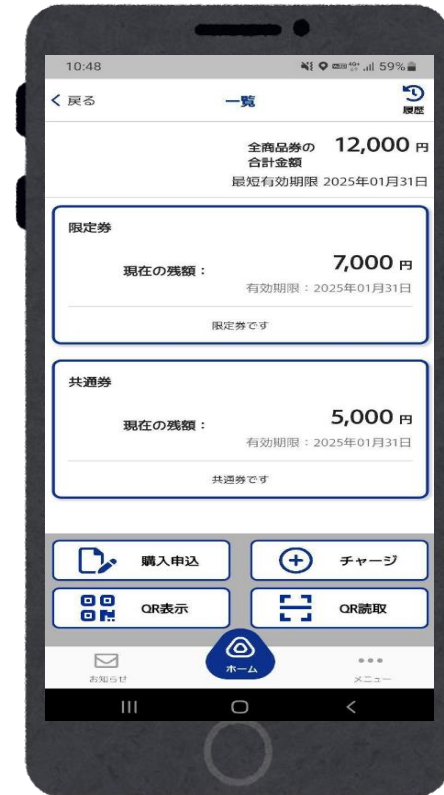 10:48 59%
戻る 一覧 履歴
全商品券の 12,000 円
合計金額
最短有効期限 2025年01月31日
限定券
現在の残額： 7,000 円
有効期限：2025年01月31日
限定券です
共通券
現在の残額： 5,000 円
有効期限：2025年01月31日
共通券です
購入申込 チャージ
QR表示 QR読取
お知らせ ホーム メニュー